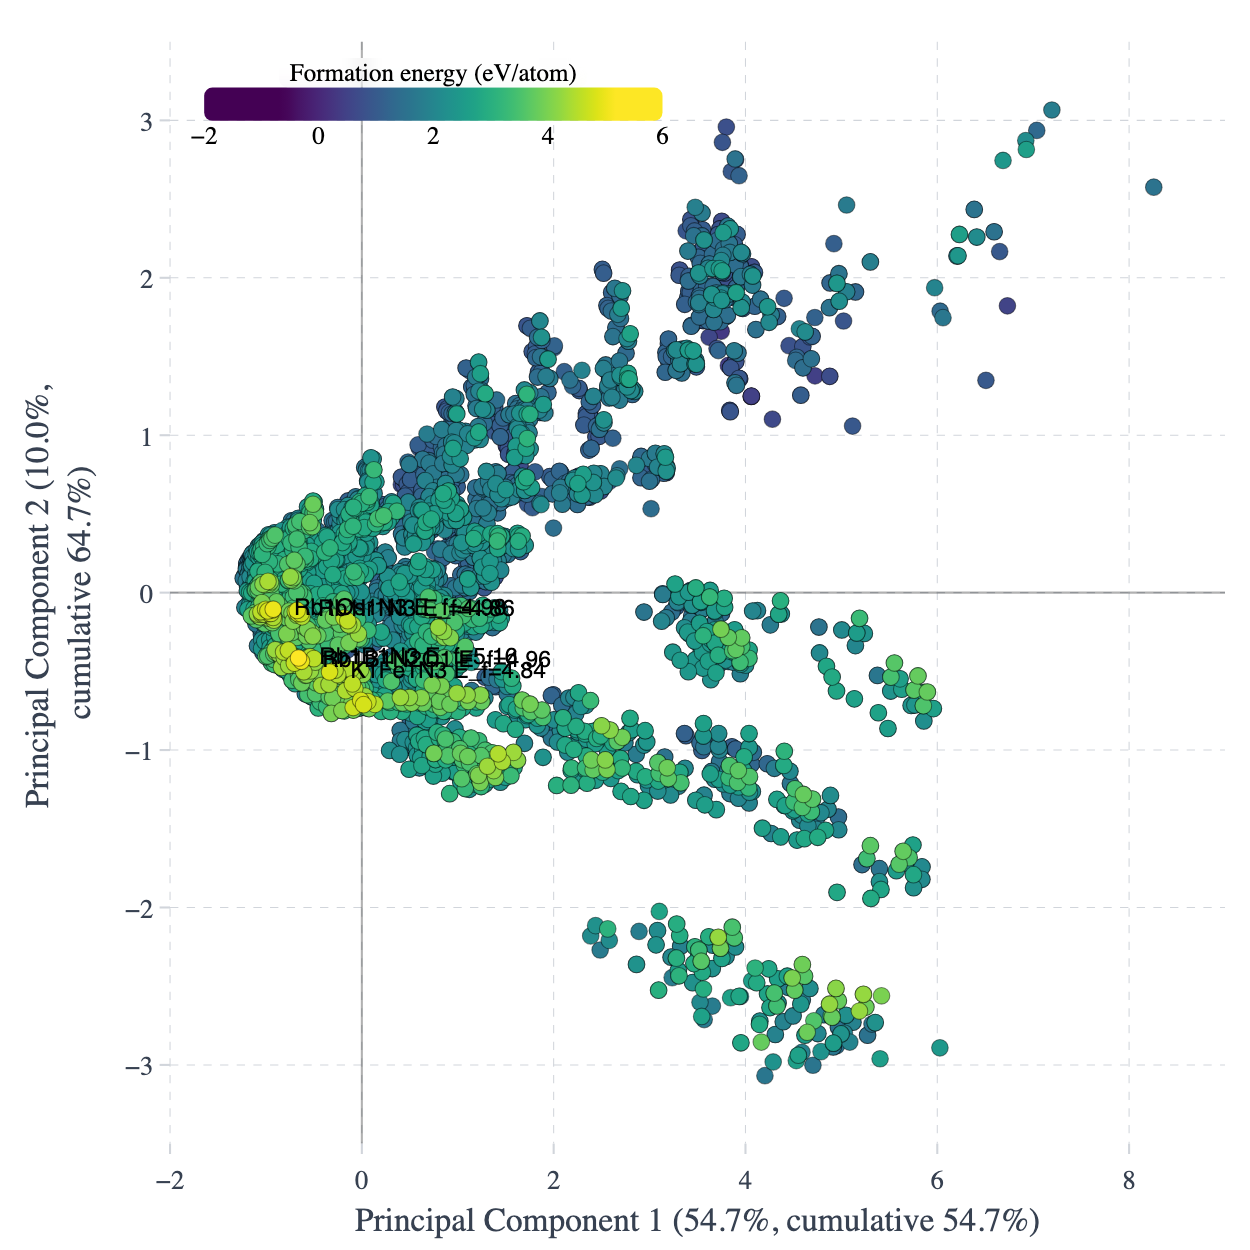 Formation energy (eV/atom)
−2 0 2 4 6
3
2
1
0
−1
−2
−3
Principal Component 2 (10.0%,
cumulative 64.7%)
K1Fe1N3 E_f=4.84
−2 0 2 4 6 8
Principal Component 1 (54.7%, cumulative 54.7%)